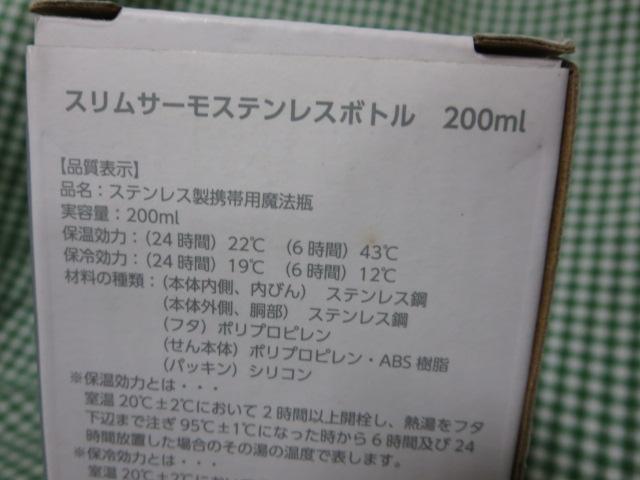 スリムサーモステンレスボトル 200ml
【品質表示】
品名：ステンレス製携帯用魔法瓶
実容量：200ml
保温効力：（24時間）22℃ （6時間）43℃
保冷効力：（24時間）19℃ （6時間）12℃
材料の種類：（本体内側、内びん） ステンレス鋼
（本体外側、胴部） ステンレス鋼
（フタ）ポリプロピレン
（せん本体）ポリプロピレン・ABS樹脂
（パッキン）シリコン
※保温効力とは・・・
室温20℃±2℃において2時間以上開栓し、熱湯をフタ
下辺まで注ぎ95℃±1℃になった時から6時間及び24
時間放置した場合のその湯の温度で表します。
※保冷効力とは・・・
室温20℃±2℃において